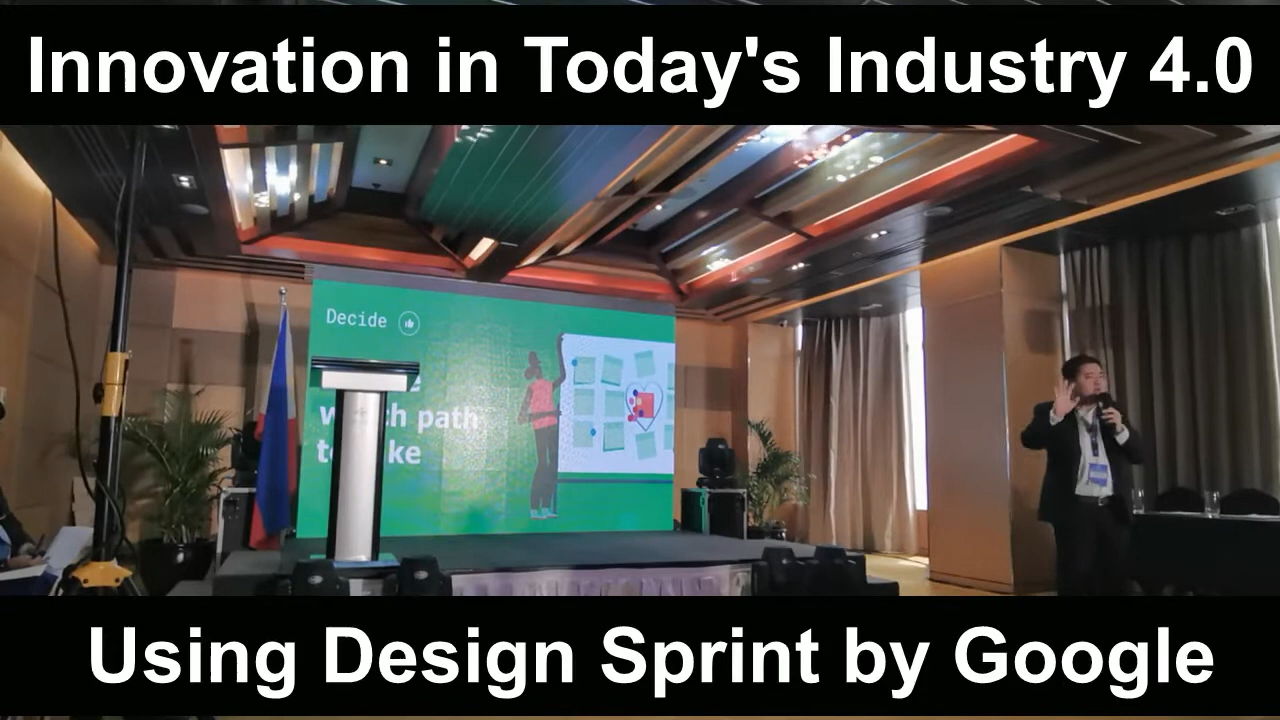 Innovation in Today's Industry 4.0
Decide
path
Using Design Sprint by Google